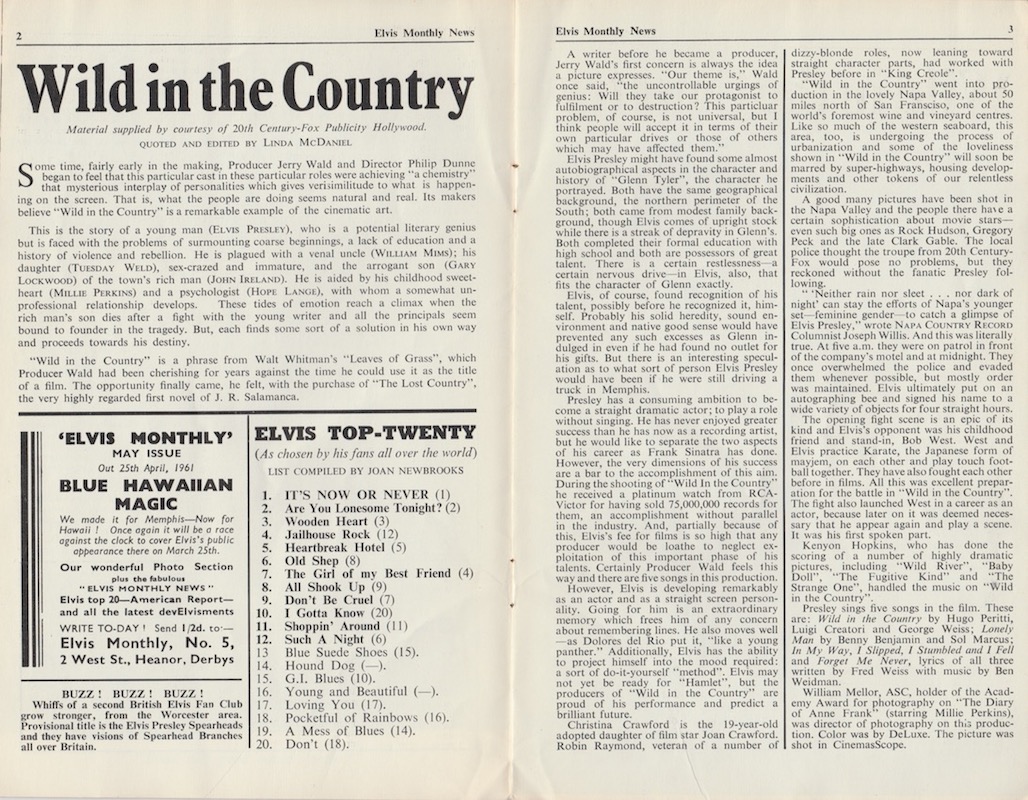 2
Elvis Monthly News
Wild in the Country
Material supplied by courtesy of 20th Century-Fox Publicity Hollywood.
QUOTED AND EDITED BY LINDA McDANIEL
Some time, fairly early in the making, Producer Jerry Wald and Director Philip Dunne
began to feel that this particular cast in these particular roles were achieving "a chemistry"
that mysterious interplay of personalities which gives verisimilitude to what is happen-
ing on the screen. That is, what the people are doing seems natural and real. Its makers
believe "Wild in the Country" is a remarkable example of the cinematic art.
This is the story of a young man (ELVIS PRESLEY), who is a potential literary genius
but is faced with the problems of surmounting coarse beginnings, a lack of education and a
history of violence and rebellion. He is plagued with a venal uncle (WILLIAM MIMS); his
daughter (TUESDAY WELD), sex-crazed and immature, and the arrogant son (GARY
LOCKWOOD) of the town's rich man (JOHN IRELAND). He is aided by his childhood sweet-
heart (MILLIE PERKINS) and a psychologist (HOPE LANGE), with whom a somewhat un-
professional relationship develops. These tides of emotion reach a climax when the
rich man's son dies after a fight with the young writer and all the principals seem
bound to founder in the tragedy. But, each finds some sort of a solution in his own way
and proceeds towards his destiny.
"Wild in the Country" is a phrase from Walt Whitman's "Leaves of Grass", which
Producer Wald had been cherishing for years against the time he could use it as the title
of a film. The opportunity finally came, he felt, with the purchase of "The Lost Country",
the very highly regarded first novel of J. R. Salamanca.
'ELVIS MONTHLY'
MAY ISSUE
Out 25th April, 1961
BLUE HAWAIIAN
MAGIC
We made it for Memphis—Now for
Hawaii ! Once again it will be a race
against the clock to cover Elvis's public
appearance there on March 25th.
Our wonderful Photo Section
plus the fabulous
"ELVIS MONTHLY NEWS"
Elvis top 20—American Report—
and all the latest devElvisments
WRITE TO-DAY ! Send 1/2d. to:—
Elvis Monthly, No. 5,
2 West St., Heanor, Derbys
BUZZ ! BUZZ ! BUZZ !
Whiffs of a second British Elvis Fan Club
grow stronger, from the Worcester area.
Provisional title is the Elvis Presley Spearheads
and they have visions of Spearhead Branches
all over Britain.
ELVIS TOP-TWENTY
(As chosen by his fans all over the world)
LIST COMPILED BY JOAN NEWBROOKS
1. IT'S NOW OR NEVER (1)
2. Are You Lonesome Tonight? (2)
3. Wooden Heart (3)
4. Jailhouse Rock (12)
5. Heartbreak Hotel (5)
6. Old Shep (8)
7. The Girl of my Best Friend (4)
8. All Shook Up (9)
9. Don't Be Cruel (7)
10. I Gotta Know (20)
11. Shoppin' Around (11)
12. Such A Night (6)
13 Blue Suede Shoes (15).
14. Hound Dog (—).
15. G.I. Blues (10).
16. Young and Beautiful (—).
17. Loving You (17).
18. Pocketful of Rainbows (16).
19. A Mess of Blues (14).
20. Don't (18).
Elvis Monthly News
3
A writer before he became a producer,
Jerry Wald's first concern is always the idea
a picture expresses. "Our theme is," Wald
once said, "the uncontrollable urgings of
genius: Will they take our protagonist to
fulfilment or to destruction? This particluar
problem, of course, is not universal, but I
think people will accept it in terms of their
own particular drives or those of others
which may have affected them."
Elvis Presley might have found some almost
autobiographical aspects in the character and
history of "Glenn Tyler", the character he
portrayed. Both have the same geographical
background, the northern perimeter of the
South; both came from modest family back-
ground, though Elvis comes of upright stock
while there is a streak of depravity in Glenn's.
Both completed their formal education with
high school and both are possessors of great
talent. There is a certain restlessness—a
certain nervous drive—in Elvis, also, that
fits the character of Glenn exactly.
Elvis, of course, found recognition of his
talent, possibly before he recognized it, him-
self. Probably his solid heredity, sound en-
vironment and native good sense would have
prevented any such excesses as Glenn in-
dulged in even if he had found no outlet for
his gifts. But there is an interesting specul-
ation as to what sort of person Elvis Presley
would have been if he were still driving a
truck in Memphis.
Presley has a consuming ambition to be-
come a straight dramatic actor; to play a role
without singing. He has never enjoyed greater
success than he has now as a recording artist,
but he would like to separate the two aspects
of his career as Frank Sinatra has done.
However, the very dimensions of his success
are a bar to the accomplishment of this aim.
During the shooting of "Wild In the Country"
he received a platinum watch from RCA-
Victor for having sold 75,000,000 records for
them, an accomplishment without parallel
in the industry. And, partially because of
this, Elvis's fee for films is so high that any
producer would be loathe to neglect ex-
ploitation of this important phase of his
talents. Certainly Producer Wald feels this
way and there are five songs in this production.
However, Elvis is developing remarkably
as an actor and as a straight screen person-
ality. Going for him is an extraordinary
memory which frees him of any concern
about remembering lines. He also moves well
—as Dolores del Rio put it, "like a young
panther." Additionally, Elvis has the ability
to project himself into the mood required:
a sort of do-it-yourself "method". Elvis may
not yet be ready for "Hamlet", but the
producers of "Wild in the Country" are
proud of his performance and predict a
brilliant future.
Christina Crawford is the 19-year-old
adopted daughter of film star Joan Crawford.
Robin Raymond, veteran of a number of
dizzy-blonde roles, now leaning toward
straight character parts, had worked with
Presley before in "King Creole".
"Wild in the Country" went into pro-
duction in the lovely Napa Valley, about 50
miles north of San Fransciso, one of the
world's foremost wine and vineyard centres.
Like so much of the western seaboard, this
area, too, is undergoing the process of
urbanization and some of the loveliness
shown in "Wild in the Country" will soon be
marred by super-highways, housing develop-
ments and other tokens of our relentless
civilization.
A good many pictures have been shot in
the Napa Valley and the people there have a
certain sophistication about movie stars—
even such big ones as Rock Hudson, Gregory
Peck and the late Clark Gable. The local
police thought the troupe from 20th Century-
Fox would pose no problems, but they
reckoned without the fanatic Presley fol-
lowing.
" 'Neither rain nor sleet . . . nor dark of
night' can stay the efforts of Napa's younger
set—feminine gender—to catch a glimpse of
Elvis Presley," wrote NAPA COUNTRY RECORD
Columnist Joseph Willis. And this was literally
true. At five a.m. they were on patrol in front
of the company's motel and at midnight. They
once overwhelmed the police and evaded
them whenever possible, but mostly order
was maintained. Elvis ultimately put on an
autographing bee and signed his name to a
wide variety of objects for four straight hours.
The opening fight scene is an epic of its
kind and Elvis's opponent was his childhood
friend and stand-in, Bob West. West and
Elvis practice Karate, the Japanese form of
mayjem, on each other and play touch foot-
ball together. They have also fought each other
before in films. All this was excellent prepar-
ation for the battle in "Wild in the Country".
The fight also launched West in a career as an
actor, because later on it was deemed neces-
sary that he appear again and play a scene.
It was his first spoken part.
Kenyon Hopkins, who has done the
scoring of a number of highly dramatic
pictures, including "Wild River", "Baby
Doll", "The Fugitive Kind" and "The
Strange One", handled the music on "Wild
in the Country".
Presley sings five songs in the film. These
are: Wild in the Country by Hugo Peritti,
Luigi Creatori and George Weiss; Lonely
Man by Benny Benjamin and Sol Marcus;
In My Way, I Slipped, I Stumbled and I Fell
and Forget Me Never, lyrics of all three
written by Fred Weiss with music by Ben
Weidman.
William Mellor, ASC, holder of the Acad-
emy Award for photography on "The Diary
of Anne Frank" (starring Millie Perkins),
was director of photography on this produc-
tion. Color was by DeLuxe. The picture was
shot in CinemasScope.